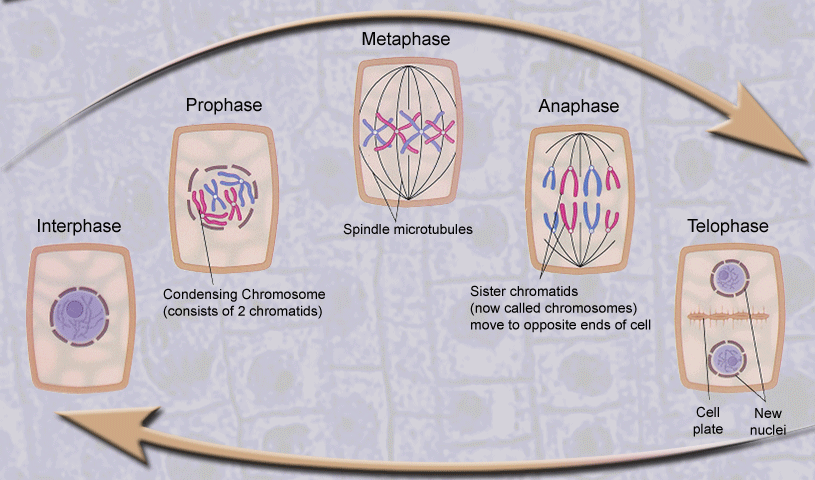 Metaphase
Prophase
Anaphase
Interphase
Spindle microtubules
Telophase
Condensing Chromosome
(consists of 2 chromatids)
Sister chromatids
(now called chromosomes)
move to opposite ends of cell
Cell
plate
New
nuclei